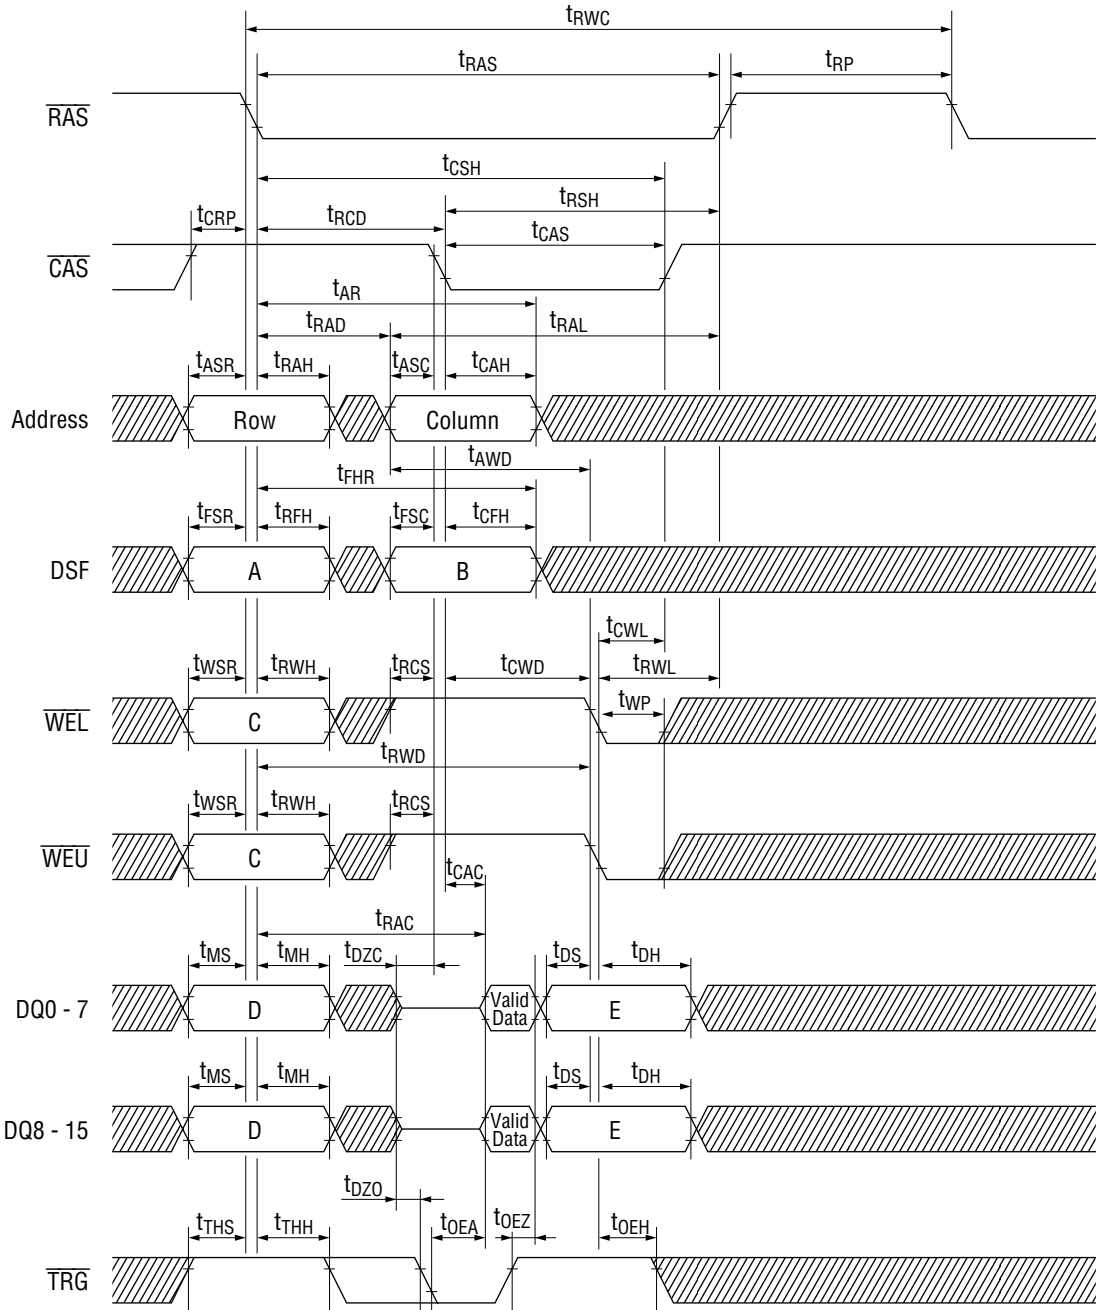 tRWC
tRAS tRP
RAS
tCSH
tRSH
tCRP tRCD
tCAS
CAS
tAR
tRAD tRAL
tASR tRAH tASC tCAH
Address Row Column
tAWD
tFHR
tFSR tRFH tFSC tCFH
DSF A B
tCWL
tWSR tRWH tRCS tCWD tRWL
tWP
WEL C
tRWD
tWSR tRWH tRCS
WEU C
tCAC
tRAC
tMS tMH tDZC tDS tDH
DQ0 - 7 D Valid Data E
tMS tMH tDS tDH
DQ8 - 15 D Valid Data E
tDZO
tTHS tTHH tOEA tOEZ tOEH
TRG